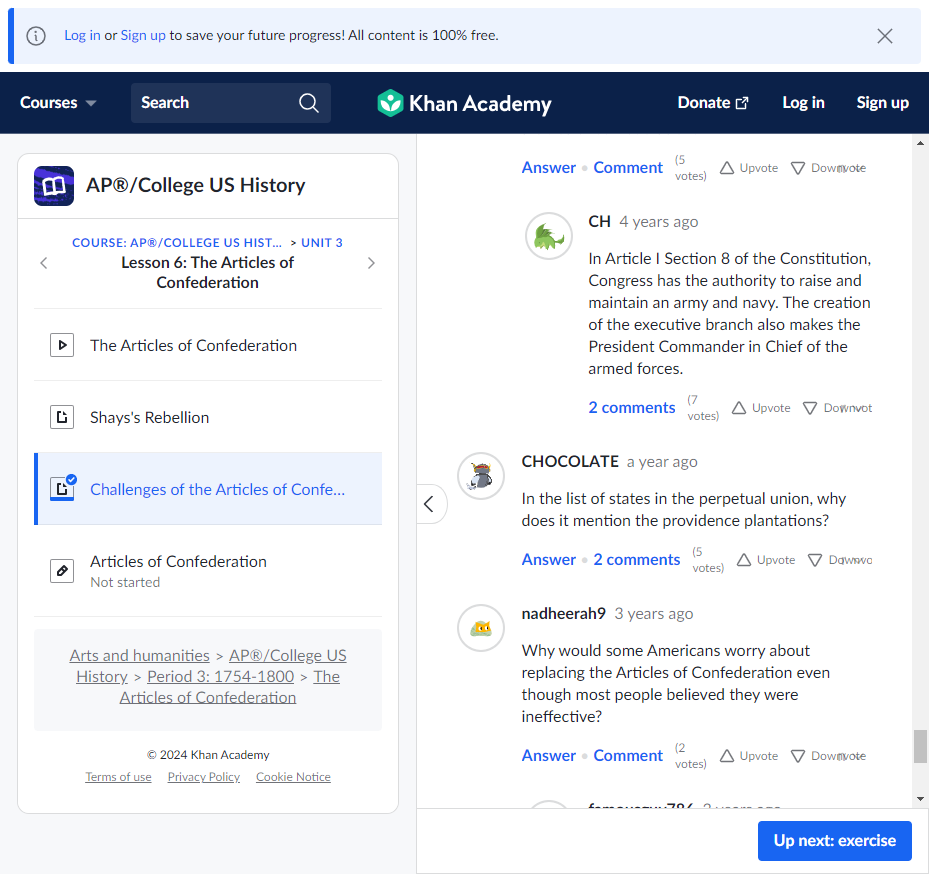 Log in or Sign up to save your future progress! All content is 100% free.
Courses
Search
Khan Academy
Donate
Log in
Sign up
AP®/College US History
COURSE: AP®/COLLEGE US HIST... > UNIT 3
Lesson 6: The Articles of
Confederation
The Articles of Confederation
Shays's Rebellion
Challenges of the Articles of Confe...
Articles of Confederation
Not started
Arts and humanities > AP®/College US
History > Period 3: 1754-1800 > The
Articles of Confederation
© 2024 Khan Academy
Terms of use Privacy Policy Cookie Notice
Answer • Comment (5 votes) Upvote
CH 4 years ago
In Article I Section 8 of the Constitution,
Congress has the authority to raise and
maintain an army and navy. The creation
of the executive branch also makes the
President Commander in Chief of the
armed forces.
2 comments (7 votes) Upvote
CHOCOLATE a year ago
In the list of states in the perpetual union, why
does it mention the providence plantations?
Answer • 2 comments (5 votes) Upvote
nadheerah9 3 years ago
Why would some Americans worry about
replacing the Articles of Confederation even
though most people believed they were
ineffective?
Answer • Comment (2 votes) Upvote
Up next: exercise